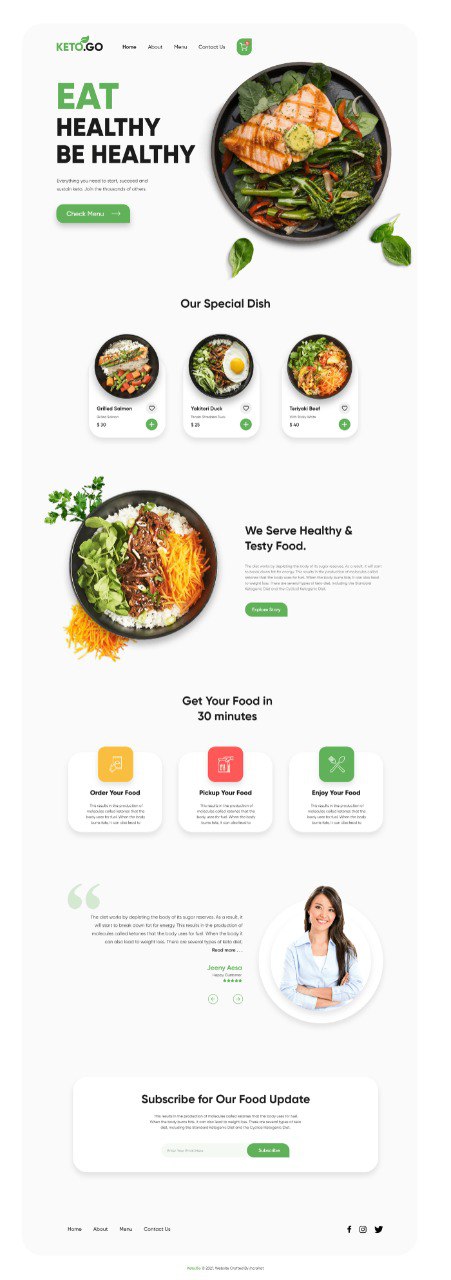 KETO.GO
Home About Menu Contact Us
EAT
HEALTHY
BE HEALTHY
Everything you need to start, succeed and
sustain keto. Join the thousands of others
Check Menu
Our Special Dish
Grilled Salmon
Grilled Salmon
$ 30
Yakitori Duck
$ 25
Teriyaki Beef
$ 40
We Serve Healthy &
Testy Food.
The diet works by depleting the body of its sugar reserves. As a result, it will start
to break down fat for energy. This results in the production of molecules called
ketones that the body uses for fuel. When the body burns fats, it can also lead
to weight loss. There are several types of keto diet, including the Standard
Ketogenic Diet and the Cyclical Ketogenic Diet.
Explore Story
Get Your Food in
30 minutes
Order Your Food
This results in the production of
molecules called ketones that the
body uses for fuel. When the body
burns fats, it can also lead to
Pickup Your Food
This results in the production of
molecules called ketones that the
body uses for fuel. When the body
burns fats, it can also lead to
Enjoy Your Food
This results in the production of
molecules called ketones that the
body uses for fuel. When the body
burns fats, it can also lead to
The diet works by depleting the body of its sugar reserves. As a result, it
will start to break down fat for energy. This results in the production of
molecules called ketones that the body uses for fuel. When the body it
can also lead to weight loss. There are several types of keto diet,
Read more . . .
Jeeny Aesa
Happy Customer
Subscribe for Our Food Update
This results in the production of molecules called ketones that the body uses for fuel.
When the body burns fats, it can also lead to weight loss. There are several types of keto
diet, including the Standard Ketogenic Diet and the Cyclical Ketogenic Diet.
Enter Your Email Here
Subscribe
Home About Menu Contact Us